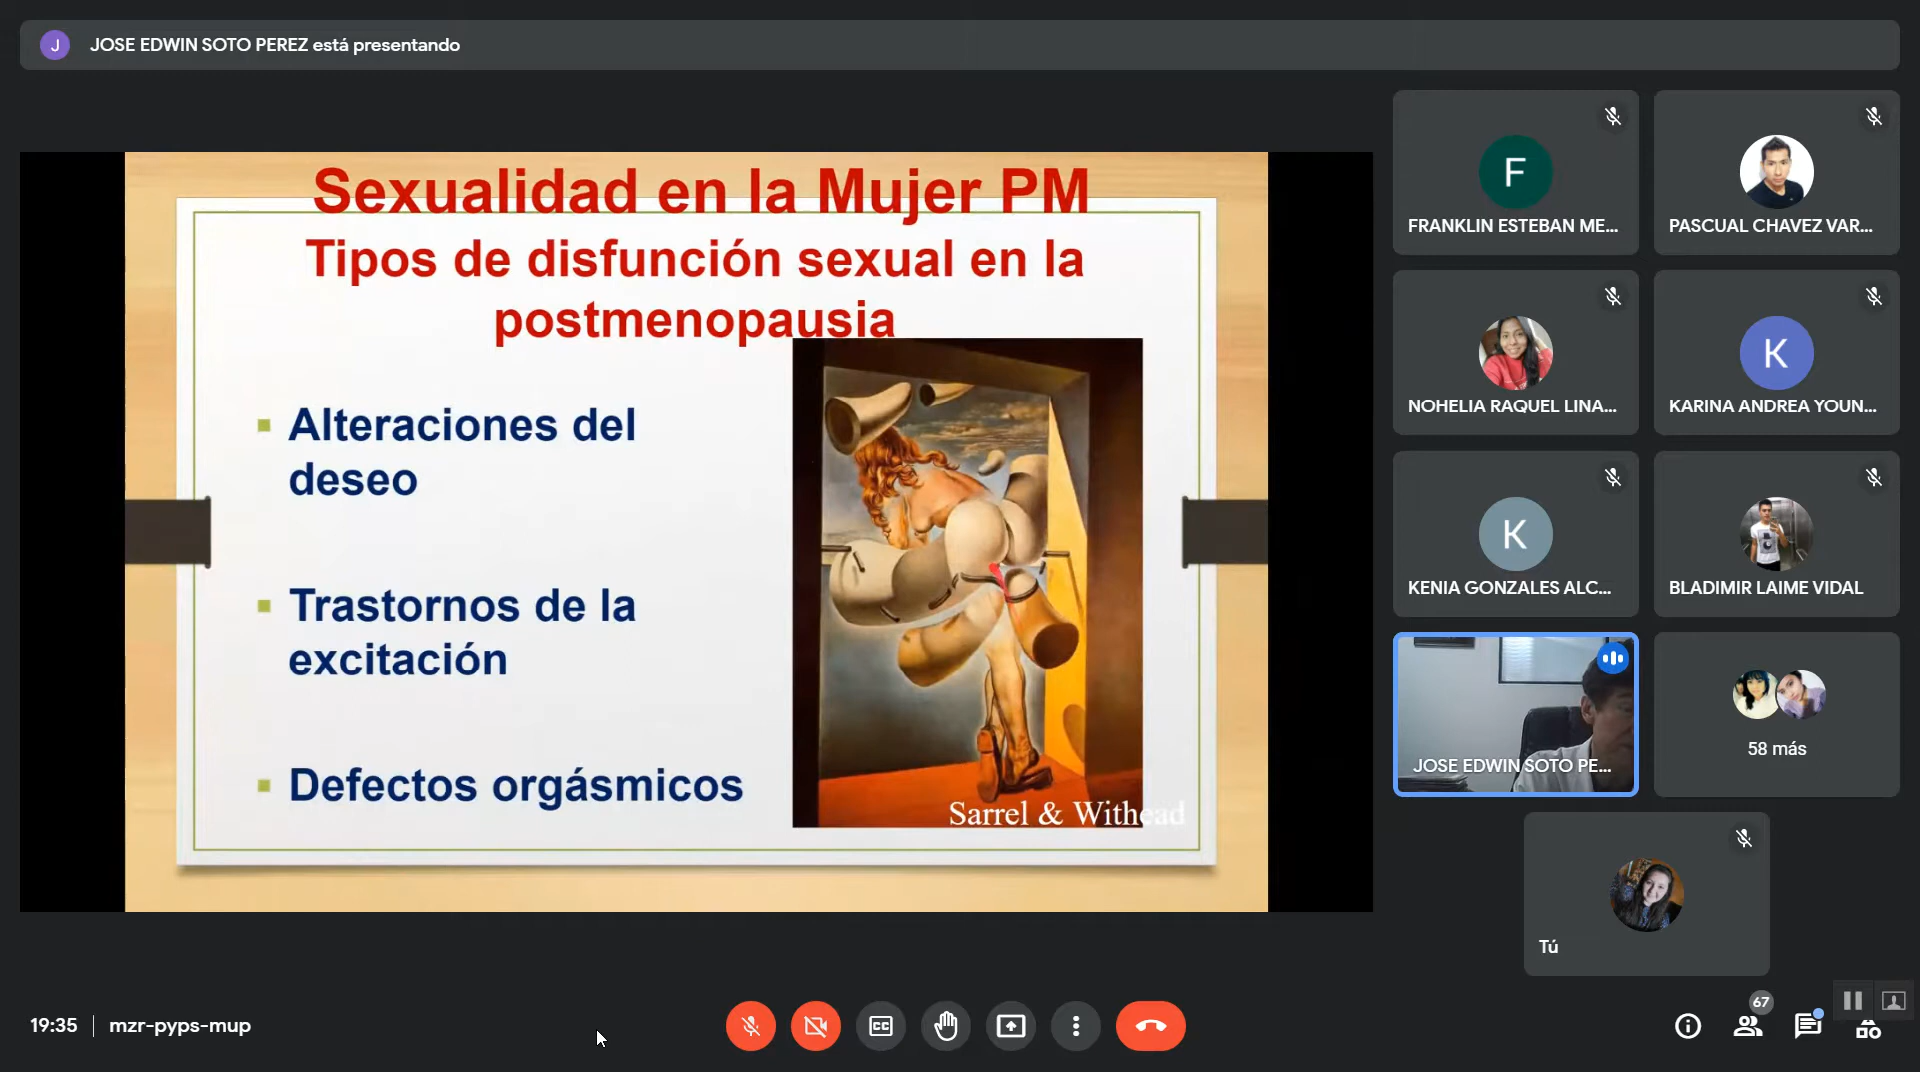 J
JOSE EDWIN SOTO PEREZ está presentando
Sexualidad en la Mujer PM
Tipos de disfunción sexual en la
postmenopausia
Alteraciones del
deseo
Trastornos de la
excitación
Defectos orgásmicos
Sarrel & Withead
F
FRANKLIN ESTEBAN ME...
PASCUAL CHAVEZ VAR...
NOHELIA RAQUEL LINA...
K
KARINA ANDREA YOUN...
K
KENIA GONZALES ALC...
BLADIMIR LAIME VIDAL
JOSE EDWIN SOTO PE...
58 más
Tú
19:35 | mzr-pyps-mup
CC
67